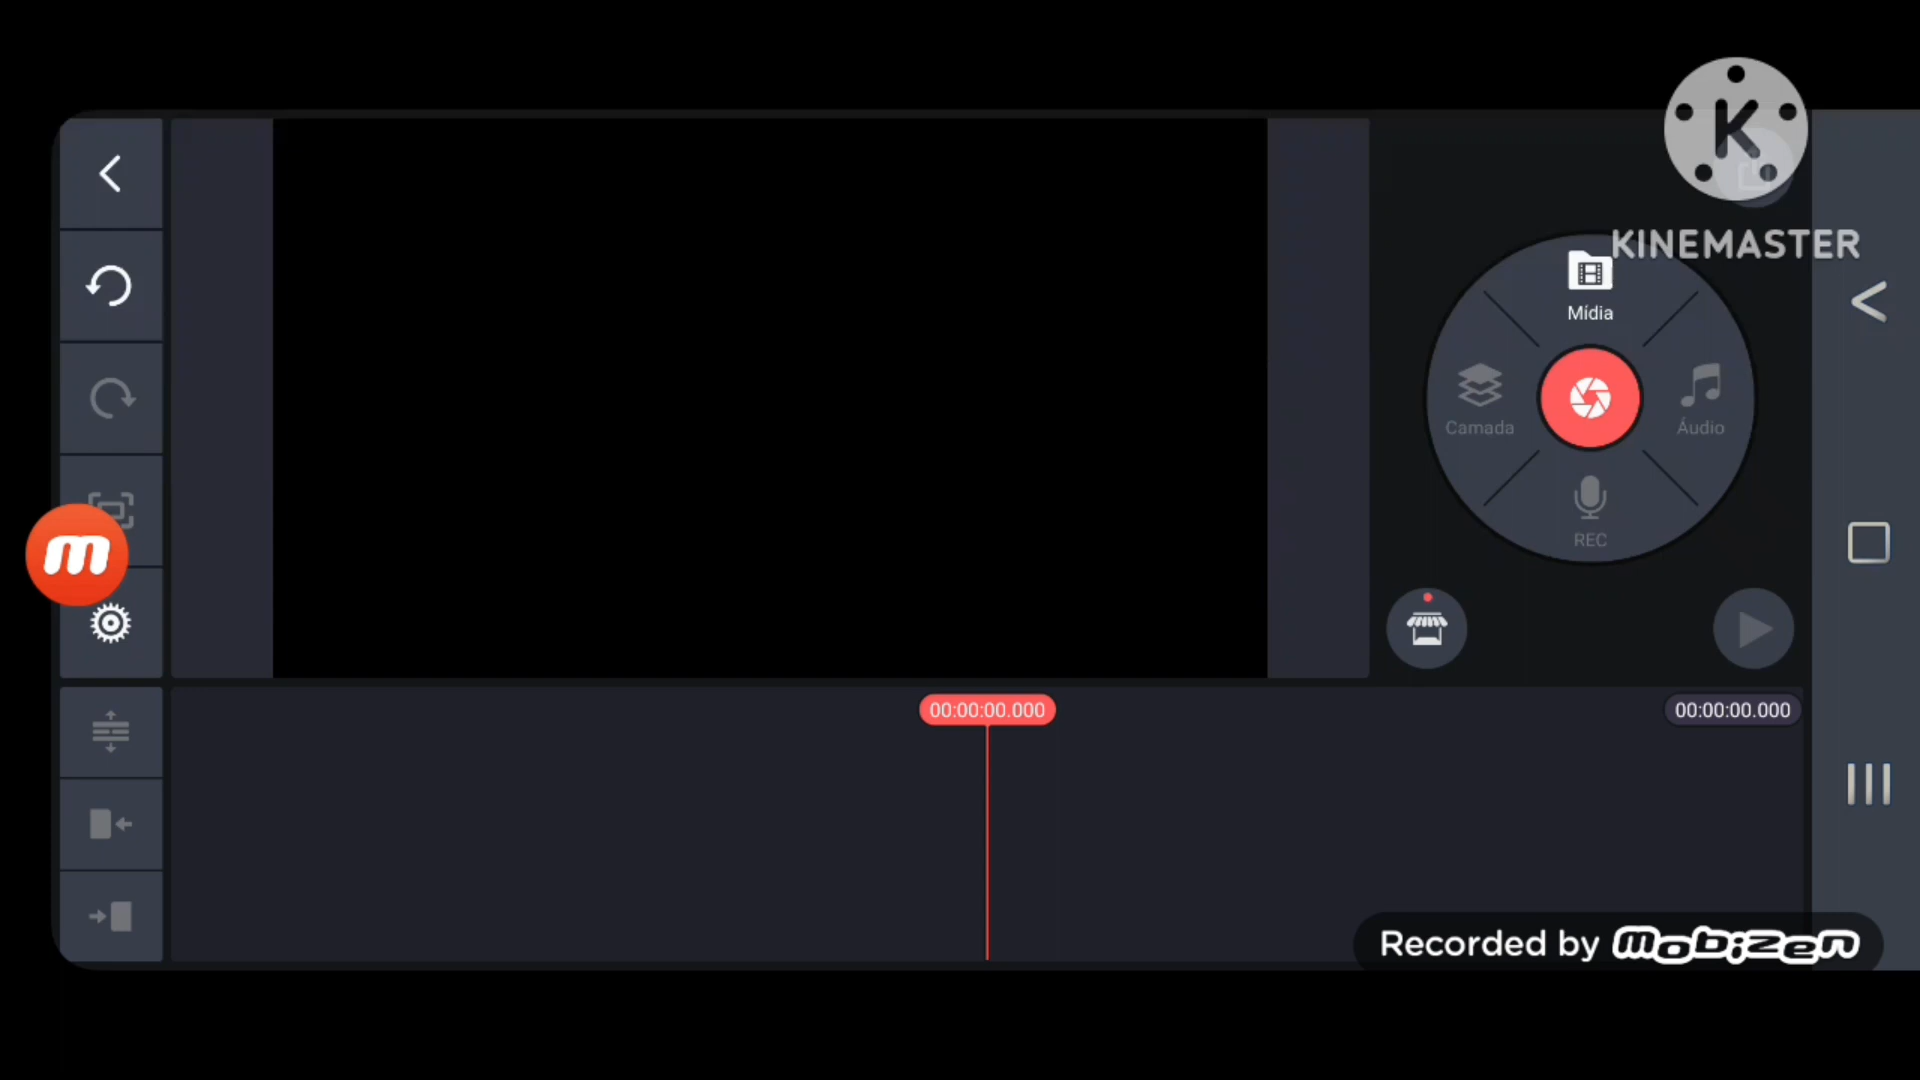 K
KINEMASTER
Mídia
Camada
Áudio
REC
m
00:00:00.000
00:00:00.000
Recorded by mobizen